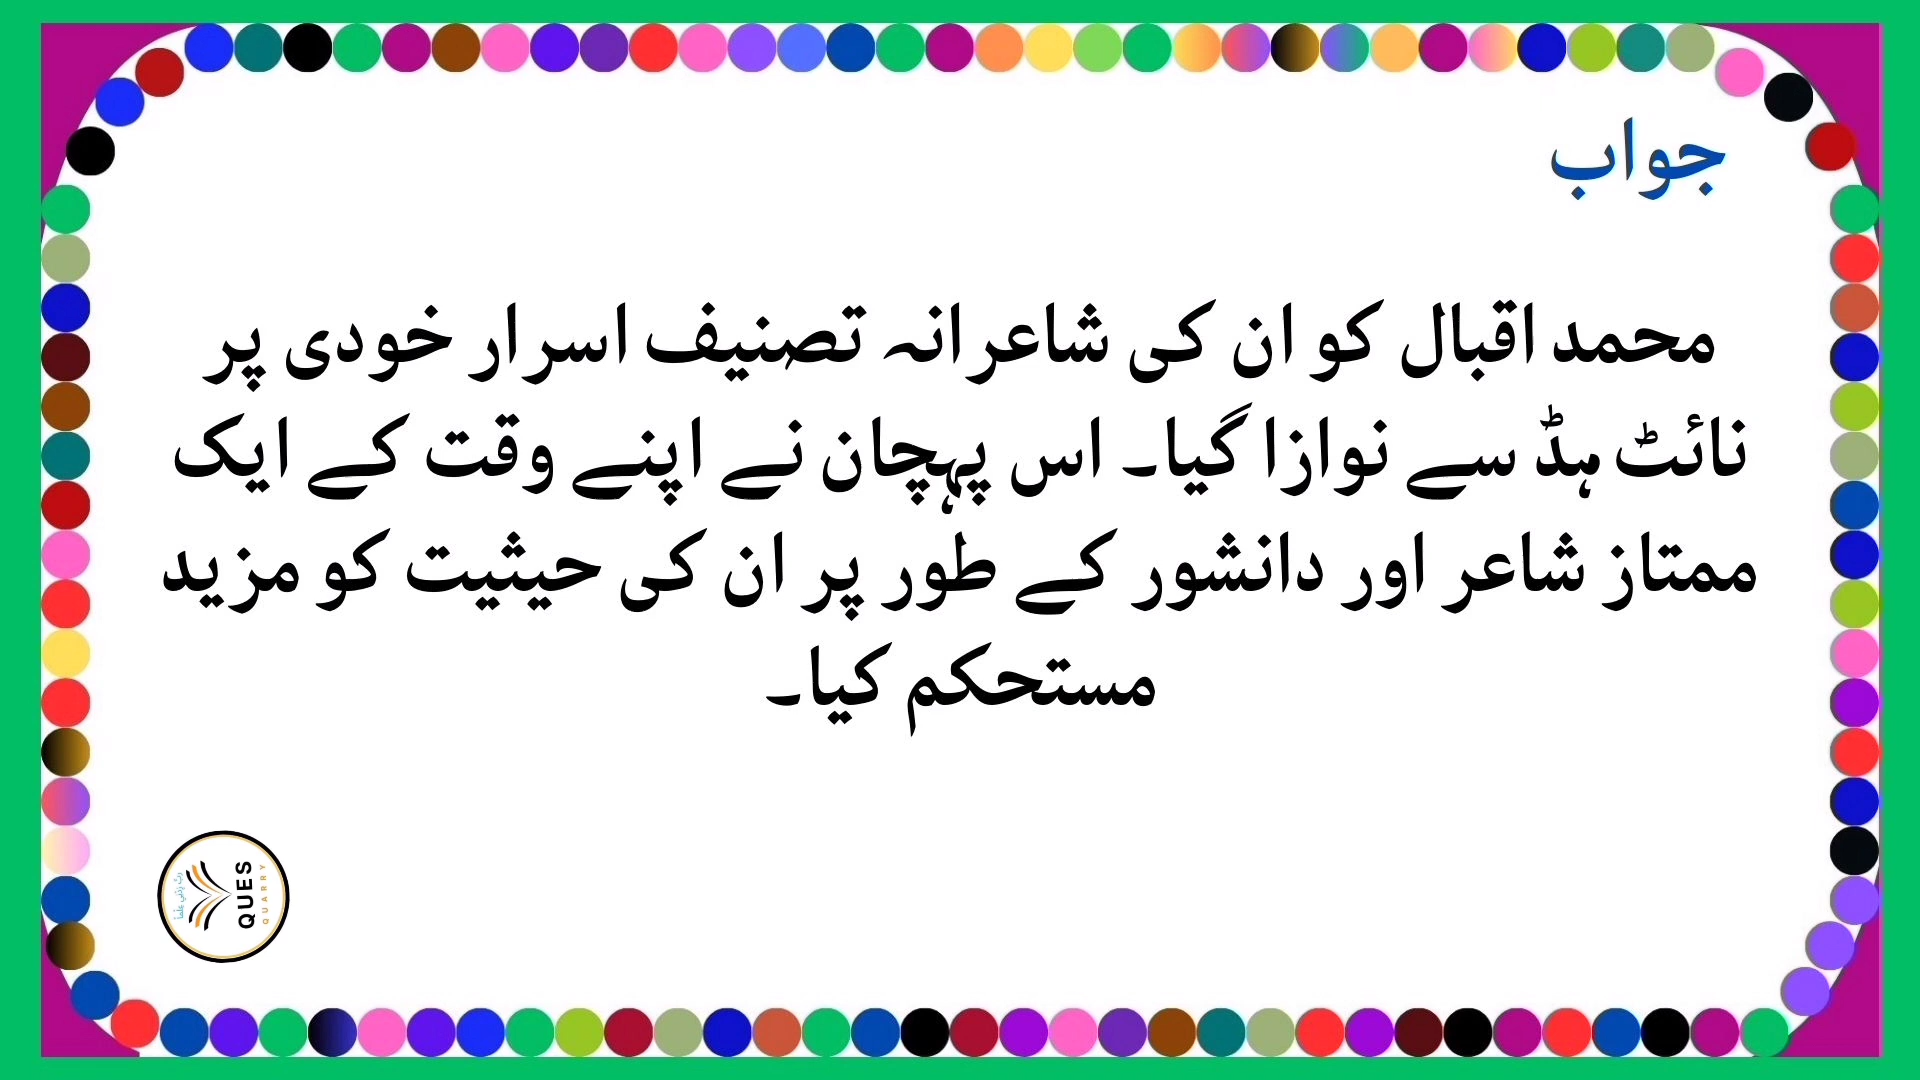 جواب
محمد اقبال کو ان کی شاعرانہ تصنیف اسرار خودی پر
نائٹ ہڈ سے نوازا گیا۔ اس پہچان نے اپنے وقت کے ایک
ممتاز شاعر اور دانشور کے طور پر ان کی حیثیت کو مزید
مستحکم کیا۔
رَبِّ زِدْنِي عِلْمًا
QUES
QUARRY